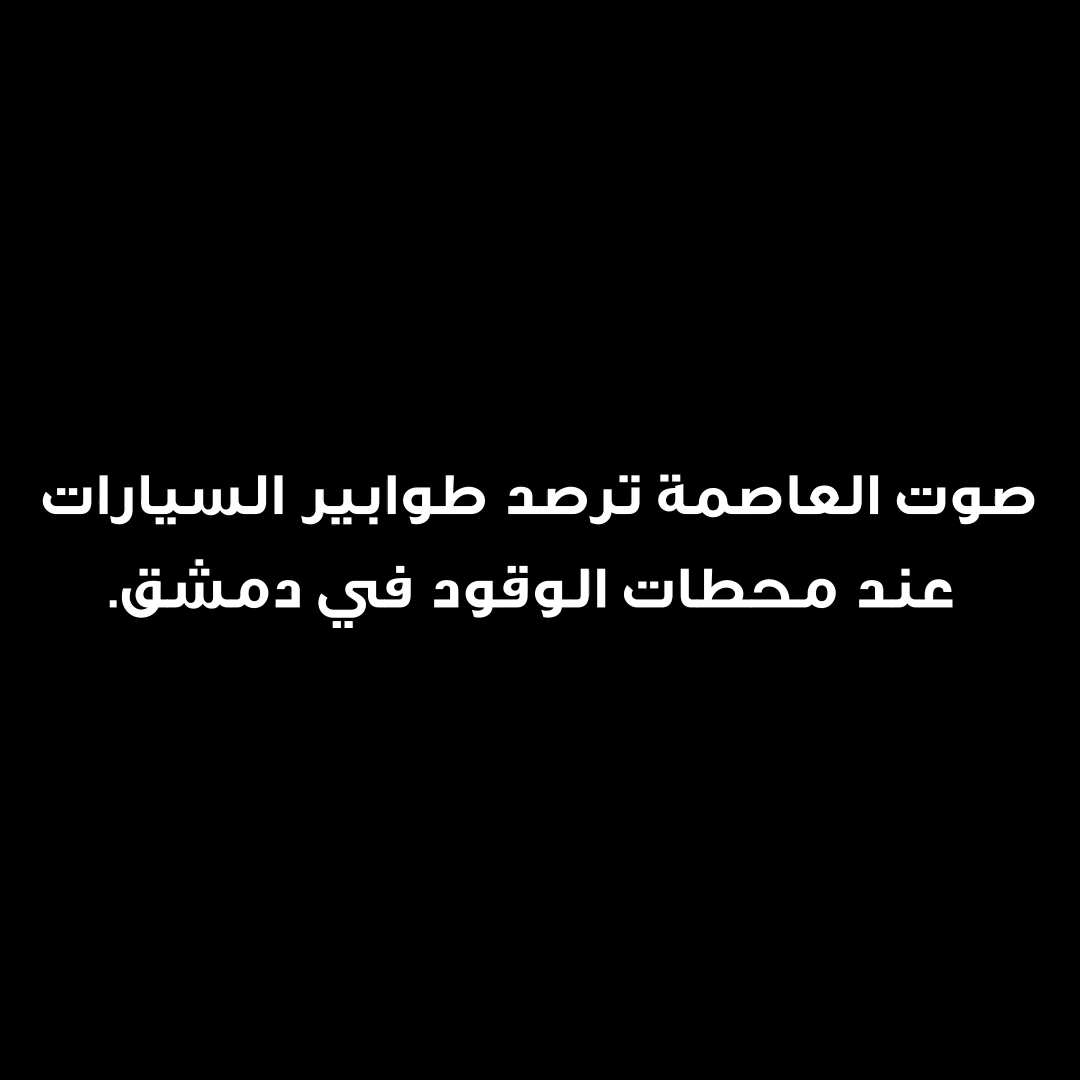 صوت العاصمة ترصد طوابير السيارات
عند محطات الوقود في دمشق.